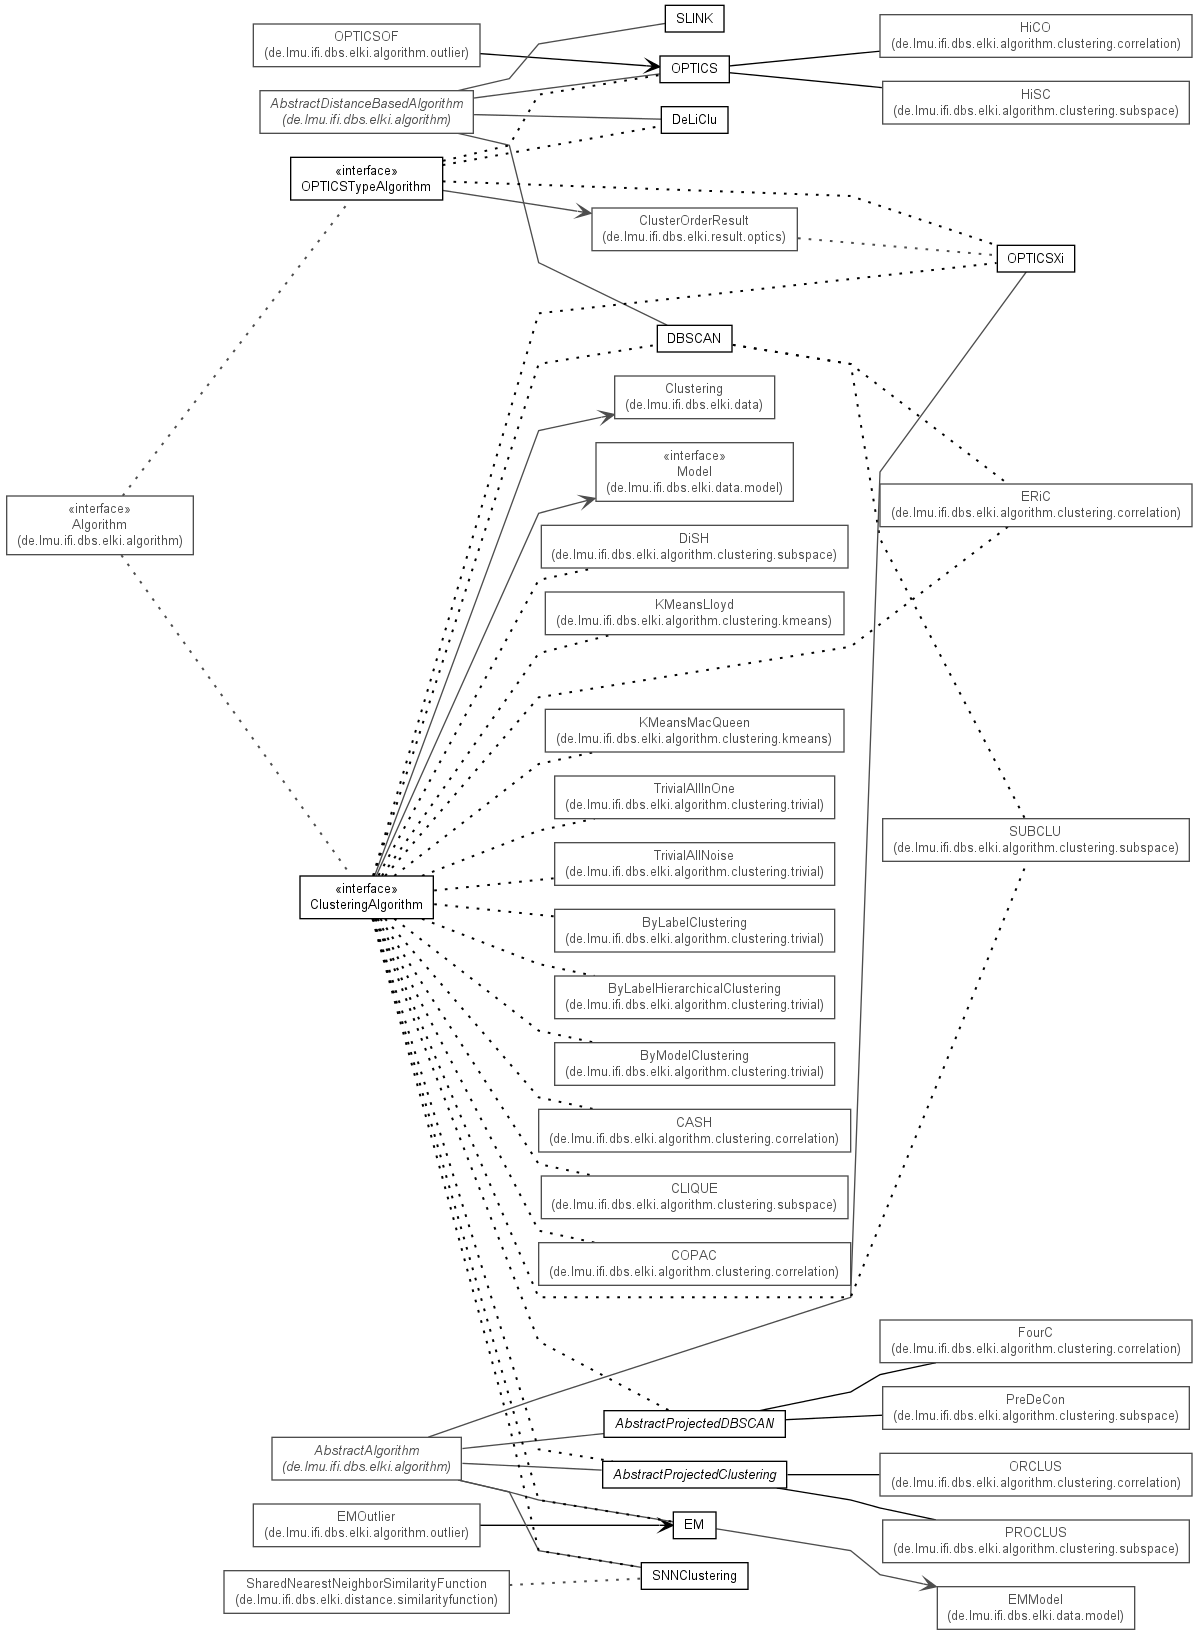 SLINK
OPTICSOF
(de.lmu.ifi.dbs.elki.algorithm.outlier)
HiCO
(de.lmu.ifi.dbs.elki.algorithm.clustering.correlation)
OPTICS
AbstractDistanceBasedAlgorithm
(de.lmu.ifi.dbs.elki.algorithm)
HiSC
(de.lmu.ifi.dbs.elki.algorithm.clustering.subspace)
DeLiClu
«interface»
OPTICSTypeAlgorithm
ClusterOrderResult
(de.lmu.ifi.dbs.elki.result.optics)
OPTICSXi
DBSCAN
Clustering
(de.lmu.ifi.dbs.elki.data)
«interface»
Model
(de.lmu.ifi.dbs.elki.data.model)
«interface»
Algorithm
(de.lmu.ifi.dbs.elki.algorithm)
ERiC
(de.lmu.ifi.dbs.elki.algorithm.clustering.correlation)
DiSH
(de.lmu.ifi.dbs.elki.algorithm.clustering.subspace)
KMeansLloyd
(de.lmu.ifi.dbs.elki.algorithm.clustering.kmeans)
KMeansMacQueen
(de.lmu.ifi.dbs.elki.algorithm.clustering.kmeans)
TrivialAllInOne
(de.lmu.ifi.dbs.elki.algorithm.clustering.trivial)
SUBCLU
(de.lmu.ifi.dbs.elki.algorithm.clustering.subspace)
TrivialAllNoise
(de.lmu.ifi.dbs.elki.algorithm.clustering.trivial)
«interface»
ClusteringAlgorithm
ByLabelClustering
(de.lmu.ifi.dbs.elki.algorithm.clustering.trivial)
ByLabelHierarchicalClustering
(de.lmu.ifi.dbs.elki.algorithm.clustering.trivial)
ByModelClustering
(de.lmu.ifi.dbs.elki.algorithm.clustering.trivial)
CASH
(de.lmu.ifi.dbs.elki.algorithm.clustering.correlation)
CLIQUE
(de.lmu.ifi.dbs.elki.algorithm.clustering.subspace)
COPAC
(de.lmu.ifi.dbs.elki.algorithm.clustering.correlation)
FourC
(de.lmu.ifi.dbs.elki.algorithm.clustering.correlation)
PreDeCon
(de.lmu.ifi.dbs.elki.algorithm.clustering.subspace)
AbstractProjectedDBSCAN
AbstractAlgorithm
(de.lmu.ifi.dbs.elki.algorithm)
AbstractProjectedClustering
ORCLUS
(de.lmu.ifi.dbs.elki.algorithm.clustering.correlation)
EMOutlier
(de.lmu.ifi.dbs.elki.algorithm.outlier)
EM
PROCLUS
(de.lmu.ifi.dbs.elki.algorithm.clustering.subspace)
SNNClustering
SharedNearestNeighborSimilarityFunction
(de.lmu.ifi.dbs.elki.distance.similarityfunction)
EMModel
(de.lmu.ifi.dbs.elki.data.model)